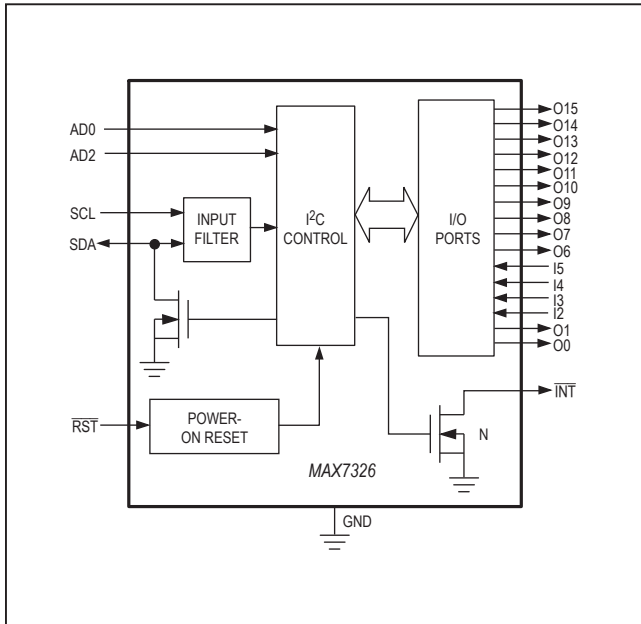 AD0
AD2
SCL
SDA
INPUT
FILTER
I²C
CONTROL
I/O
PORTS
O15
O14
O13
O12
O11
O10
O9
O8
O7
O6
I5
I4
I3
I2
O1
O0
INT
RST
POWER-
ON RESET
N
MAX7326
GND